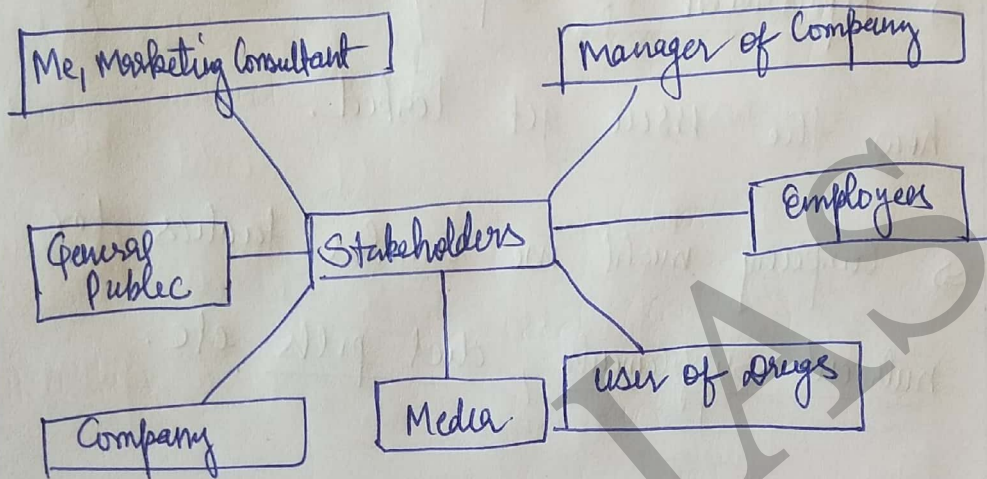 Me, Marketing Consultant
Manager of Company
Employees
General
Public
Stakeholders
User of Drugs
Media
Company
IAS